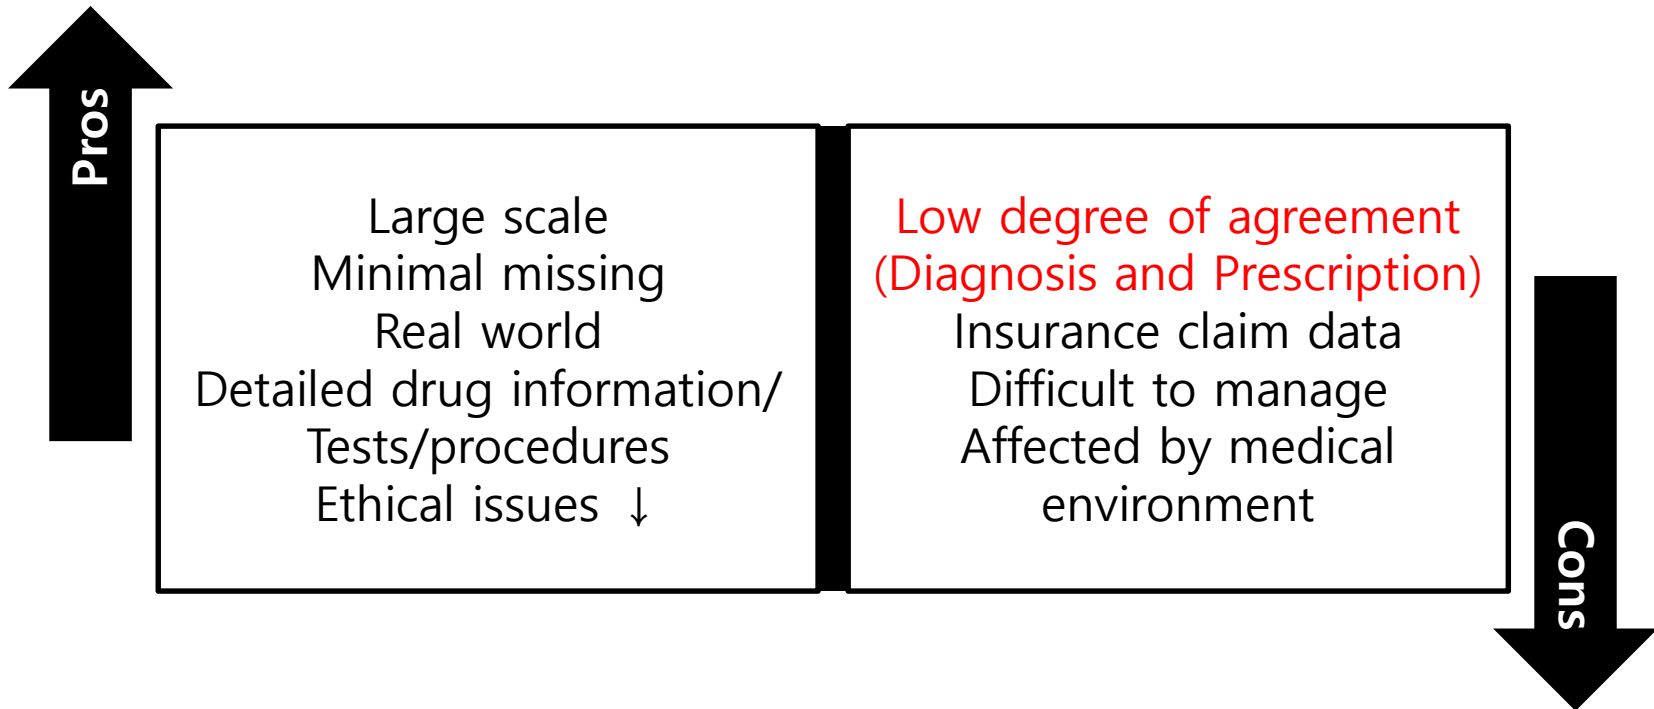 Pros
Large scale
Minimal missing
Real world
Detailed drug information/
Tests/procedures
Ethical issues ↓
Low degree of agreement
(Diagnosis and Prescription)
Insurance claim data
Difficult to manage
Affected by medical
environment
Cons